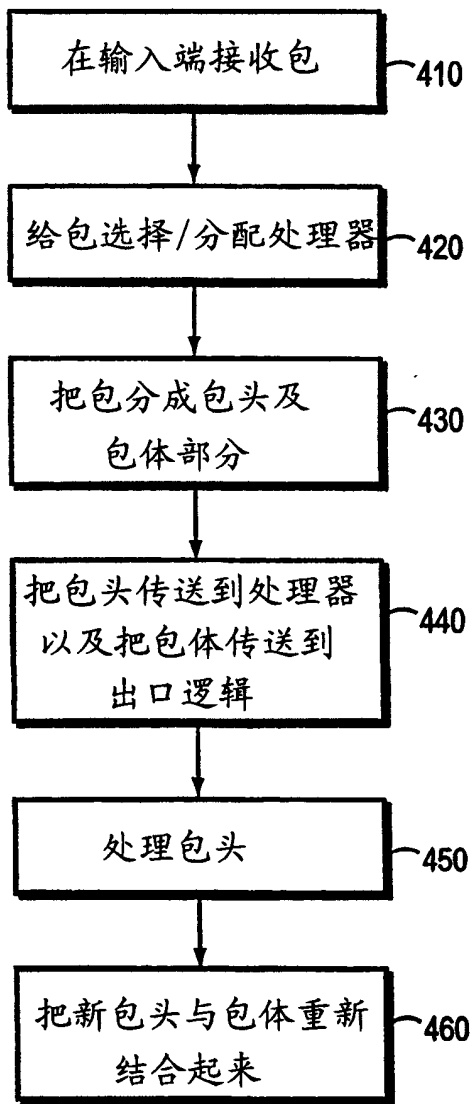 在输入端接收包
410
给包选择/分配处理器
420
把包分成包头及
包体部分
430
把包头传送到处理器
以及把包体传送到
出口逻辑
440
处理包头
450
把新包头与包体重新
结合起来
460